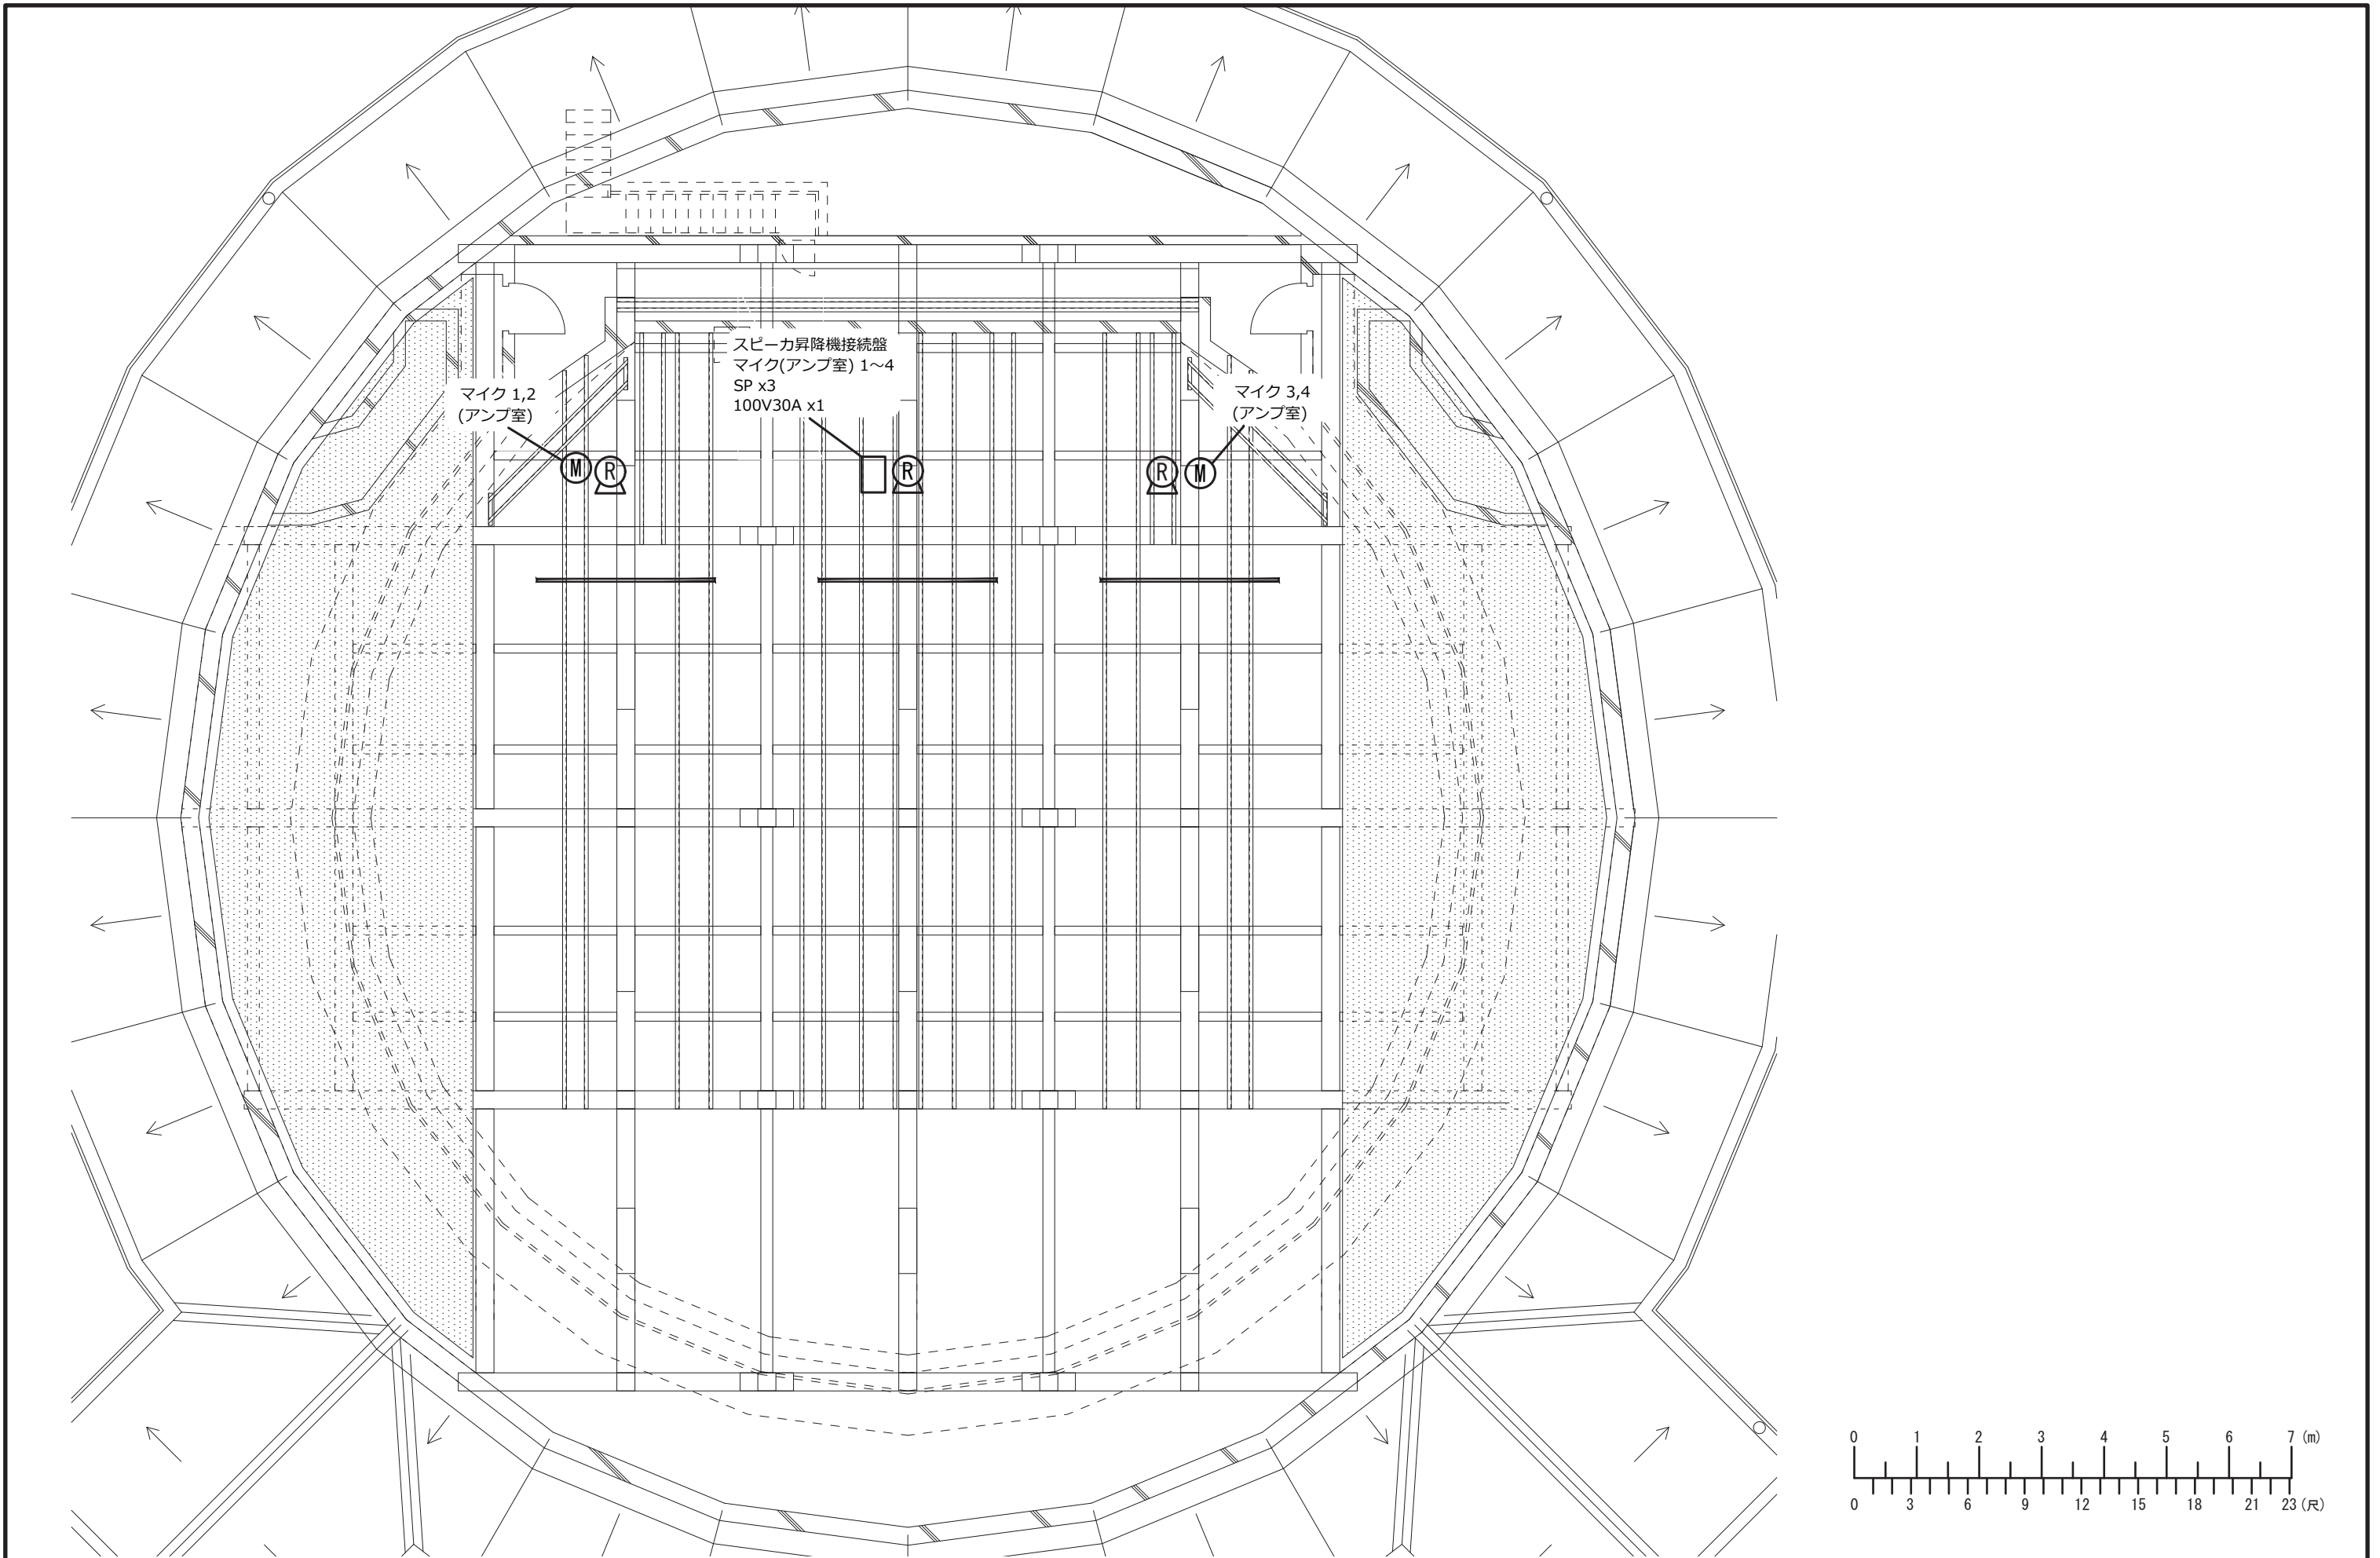 スピーカ昇降機接続盤
マイク(アンプ室) 1～4
SP x3
100V30A x1
マイク 1,2
(アンプ室)
マイク 3,4
(アンプ室)
M R R R M
0 1 2 3 4 5 6 7 (m)
0 3 6 9 12 15 18 21 23 (尺)